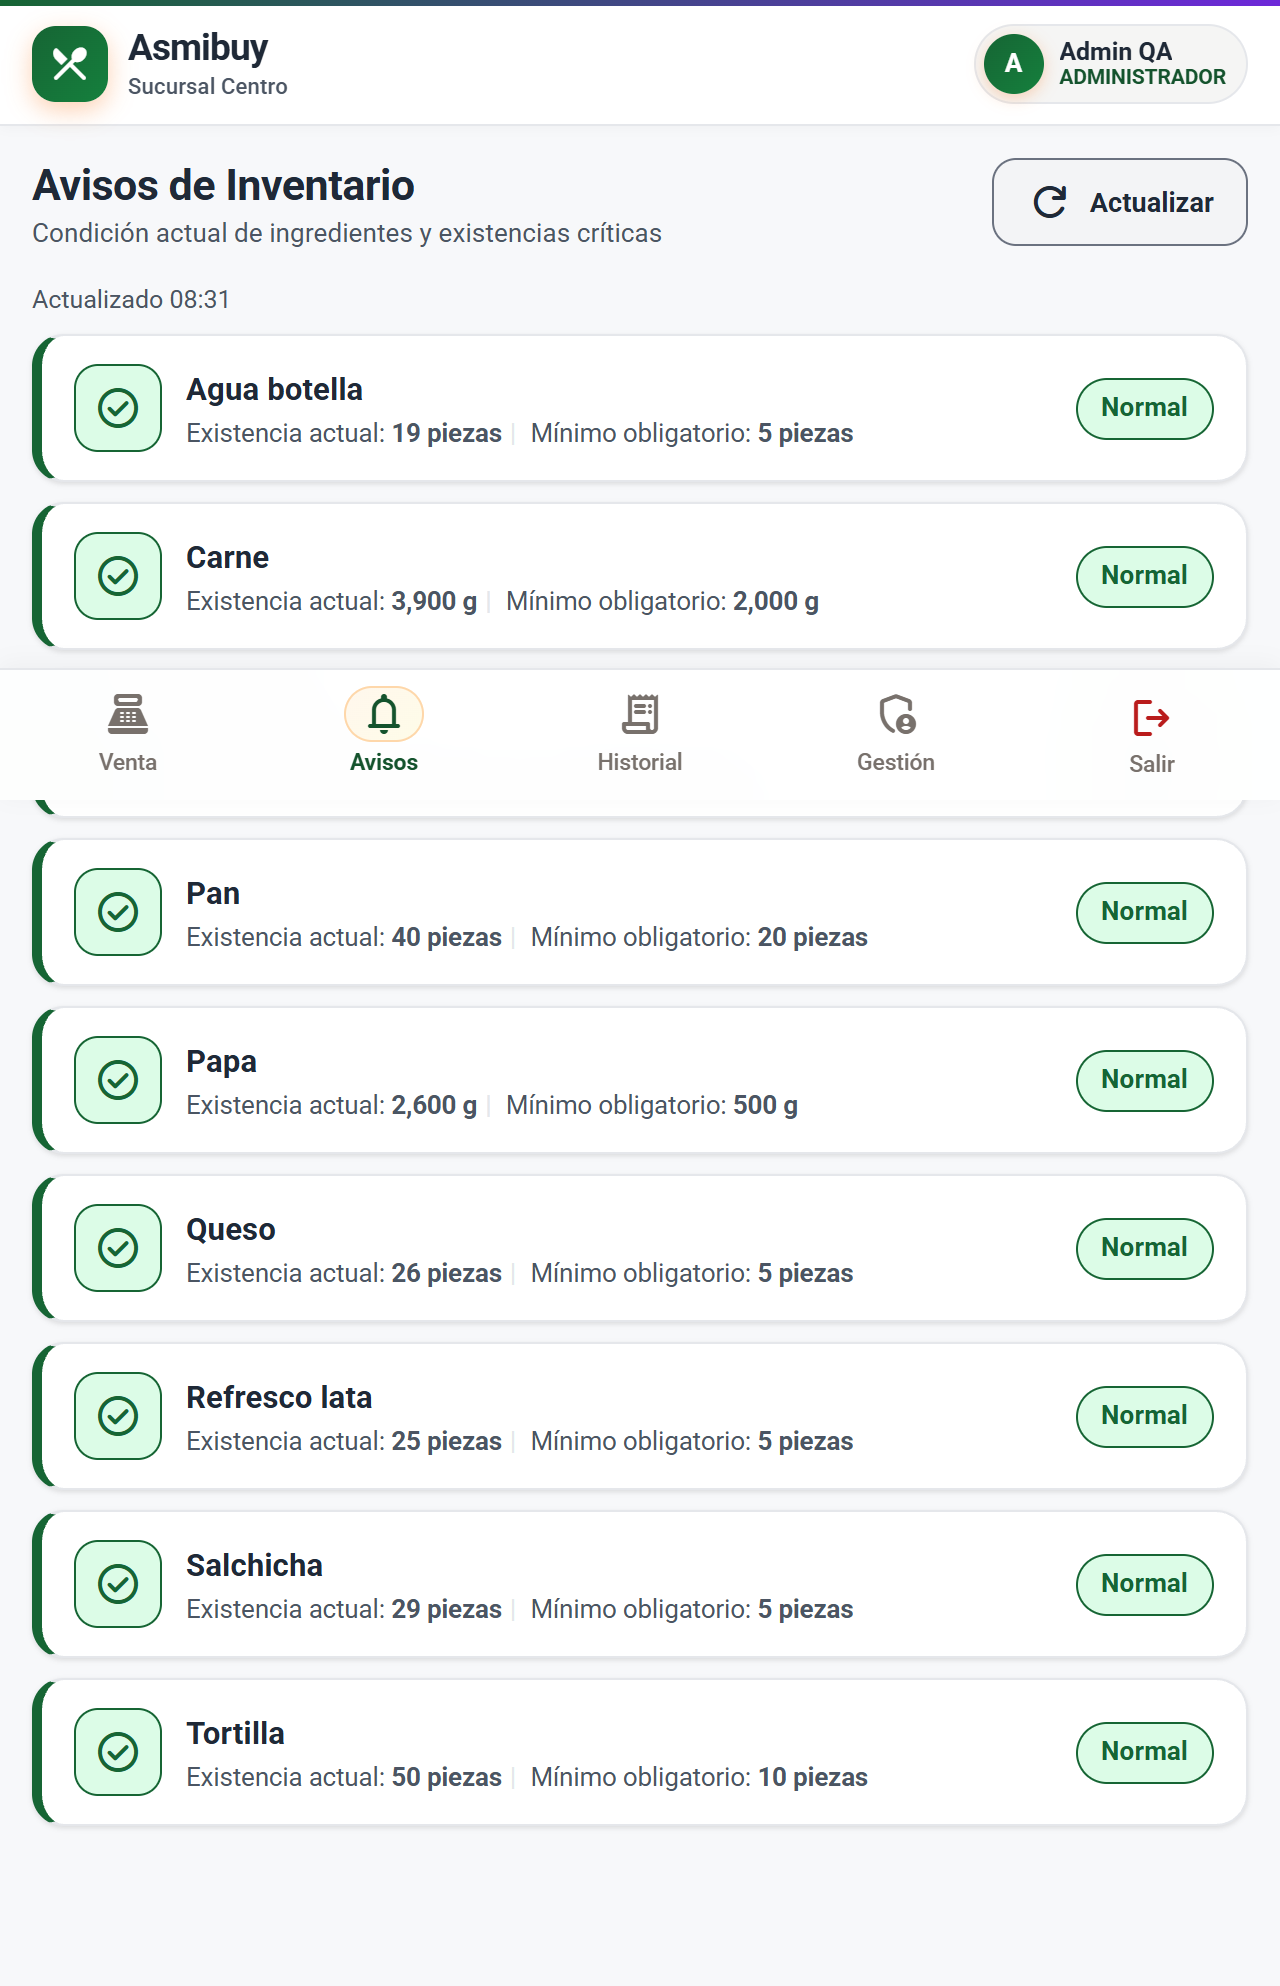 Asmibuy
Sucursal Centro
A
Admin QA
ADMINISTRADOR
Avisos de Inventario
Condición actual de ingredientes y existencias críticas
Actualizar
Actualizado 08:31
Agua botella
Existencia actual: 19 piezas | Mínimo obligatorio: 5 piezas
Normal
Carne
Existencia actual: 3,900 g | Mínimo obligatorio: 2,000 g
Normal
Venta
Avisos
Historial
Gestión
Salir
Pan
Existencia actual: 40 piezas | Mínimo obligatorio: 20 piezas
Normal
Papa
Existencia actual: 2,600 g | Mínimo obligatorio: 500 g
Normal
Queso
Existencia actual: 26 piezas | Mínimo obligatorio: 5 piezas
Normal
Refresco lata
Existencia actual: 25 piezas | Mínimo obligatorio: 5 piezas
Normal
Salchicha
Existencia actual: 29 piezas | Mínimo obligatorio: 5 piezas
Normal
Tortilla
Existencia actual: 50 piezas | Mínimo obligatorio: 10 piezas
Normal